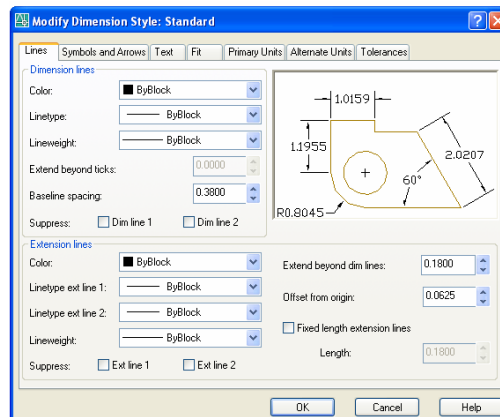 Modify Dimension Style: Standard
Lines
Symbols and Arrows
Text
Fit
Primary Units
Alternate Units
Tolerances
Dimension lines
Color:
ByBlock
Linetype:
ByBlock
Lineweight:
ByBlock
Extend beyond ticks:
0.0000
Baseline spacing:
0.3800
Suppress:
Dim line 1
Dim line 2
1.0159
1.1955
2.0207
60°
R0.8045
Extension lines
Color:
ByBlock
Linetype ext line 1:
ByBlock
Linetype ext line 2:
ByBlock
Lineweight:
ByBlock
Suppress:
Ext line 1
Ext line 2
Extend beyond dim lines:
0.1800
Offset from origin:
0.0625
Fixed length extension lines
Length:
0.1800
OK
Cancel
Help